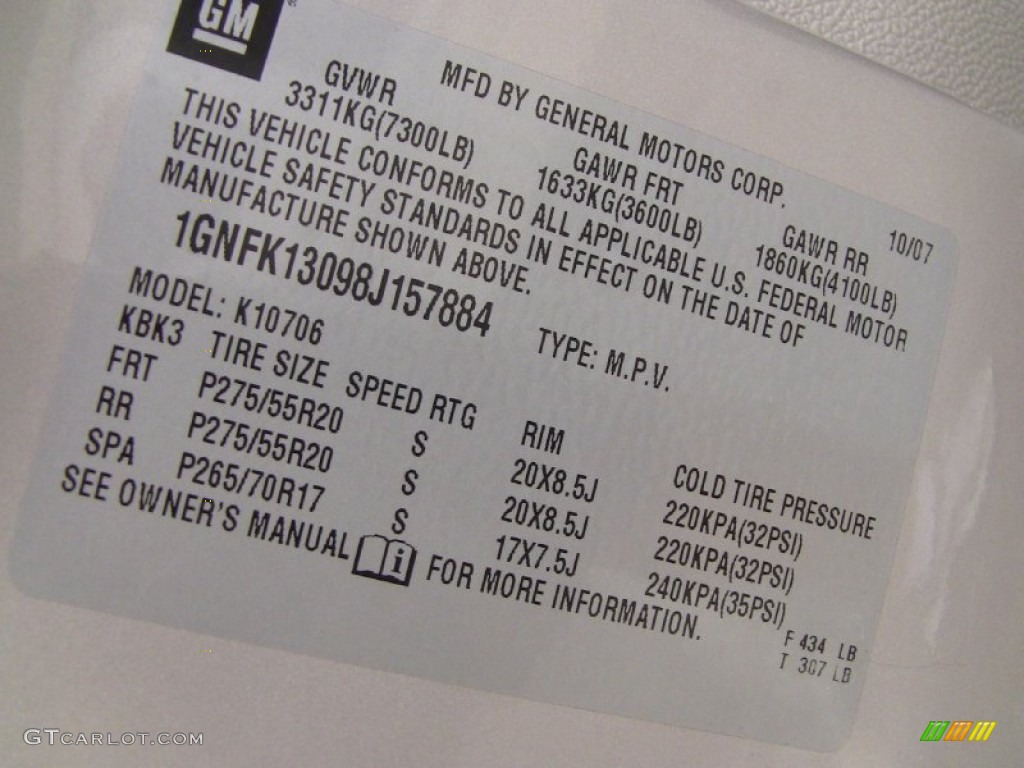 GM
MFD BY GENERAL MOTORS CORP. 10/07
GVWR GAWR FRT GAWR RR
3311KG(7300LB) 1633KG(3600LB) 1860KG(4100LB)
THIS VEHICLE CONFORMS TO ALL APPLICABLE U.S. FEDERAL MOTOR
VEHICLE SAFETY STANDARDS IN EFFECT ON THE DATE OF
MANUFACTURE SHOWN ABOVE.
1GNFK13098J157884 TYPE: M.P.V.
MODEL: K10706
KBK3 TIRE SIZE SPEED RTG RIM COLD TIRE PRESSURE
FRT P275/55R20 S 20X8.5J 220KPA(32PSI)
RR P275/55R20 S 20X8.5J 220KPA(32PSI)
SPA P265/70R17 S 17X7.5J 240KPA(35PSI)
SEE OWNER'S MANUAL i FOR MORE INFORMATION.
F 434 LB
T 307 LB
GTCARLOT.COM